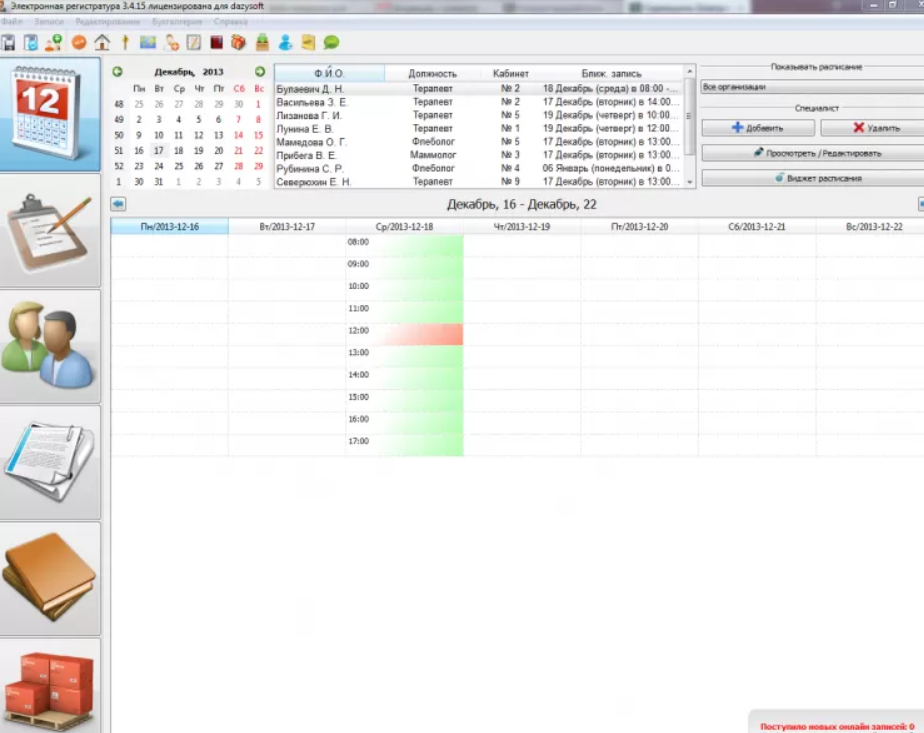 Электронная регистратура 3.4.15 лицензирована для dazysoft
Файл Записи Редактирование Бухгалтерия Справка
12
Декабрь, 2013
Пн Вт Ср Чт Пт Сб Вс
48 25 26 27 28 29 30 1
49 2 3 4 5 6 7 8
50 9 10 11 12 13 14 15
51 16 17 18 19 20 21 22
52 23 24 25 26 27 28 29
1 30 31 1 2 3 4 5
Ф.И.О. Должность Кабинет Ближ. запись
Булаевич Д. Н. Терапевт № 2 18 Декабрь (среда) в 08:00 -...
Васильева З. Е. Терапевт № 2 17 Декабрь (вторник) в 14:00...
Лизанова Г. И. Терапевт № 5 19 Декабрь (четверг) в 10:00...
Лунина Е. В. Терапевт № 1 19 Декабрь (четверг) в 12:00...
Мамедова О. Г. Флеболог № 5 17 Декабрь (вторник) в 13:00...
Прибега В. Е. Маммолог № 3 17 Декабрь (вторник) в 13:00...
Рубинина С. Р. Флеболог № 4 06 Январь (понедельник) в 0...
Северюхин Е. Н. Терапевт № 9 17 Декабрь (вторник) в 13:00...
Показывать расписание
Все организации
Специалист
Добавить Удалить
Просмотреть / Редактировать
Виджет расписания
Декабрь, 16 - Декабрь, 22
Пн/2013-12-16 Вт/2013-12-17 Ср/2013-12-18 Чт/2013-12-19 Пт/2013-12-20 Сб/2013-12-21 Вс/2013-12-22
08:00
09:00
10:00
11:00
12:00
13:00
14:00
15:00
16:00
17:00
Поступило новых онлайн записей: 0